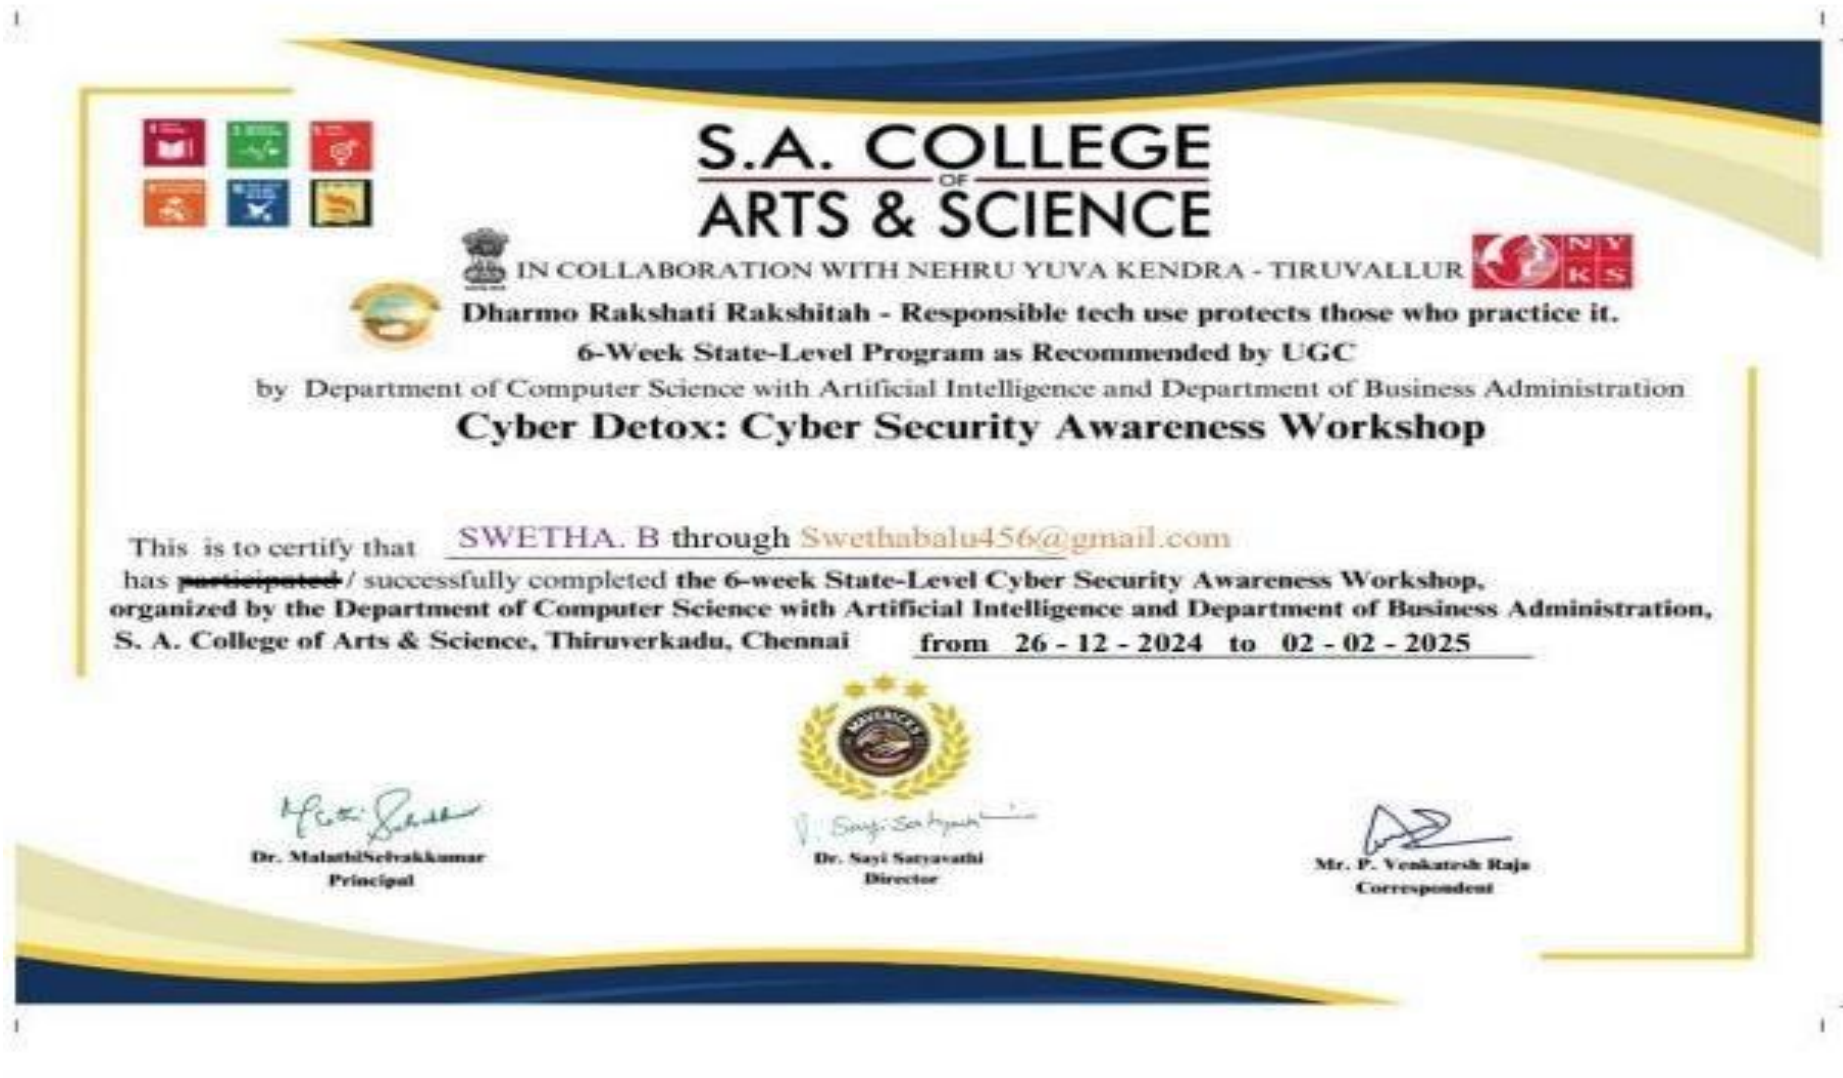 S.A. COLLEGE
OF
ARTS & SCIENCE
IN COLLABORATION WITH NEHRU YUVA KENDRA - TIRUVALLUR
N Y
K S
Dharmo Rakshati Rakshitah - Responsible tech use protects those who practice it.
6-Week State-Level Program as Recommended by UGC
by Department of Computer Science with Artificial Intelligence and Department of Business Administration
Cyber Detox: Cyber Security Awareness Workshop
This is to certify that SWETHA. B through Swethabalu456@gmail.com
has participated / successfully completed the 6-week State-Level Cyber Security Awareness Workshop,
organized by the Department of Computer Science with Artificial Intelligence and Department of Business Administration,
S. A. College of Arts & Science, Thiruverkadu, Chennai from 26 - 12 - 2024 to 02 - 02 - 2025
MAVERICKS
Dr. MalathiSelvakkumar
Principal
Dr. Sayi Satyavathi
Director
Mr. P. Venkatesh Raja
Correspondent